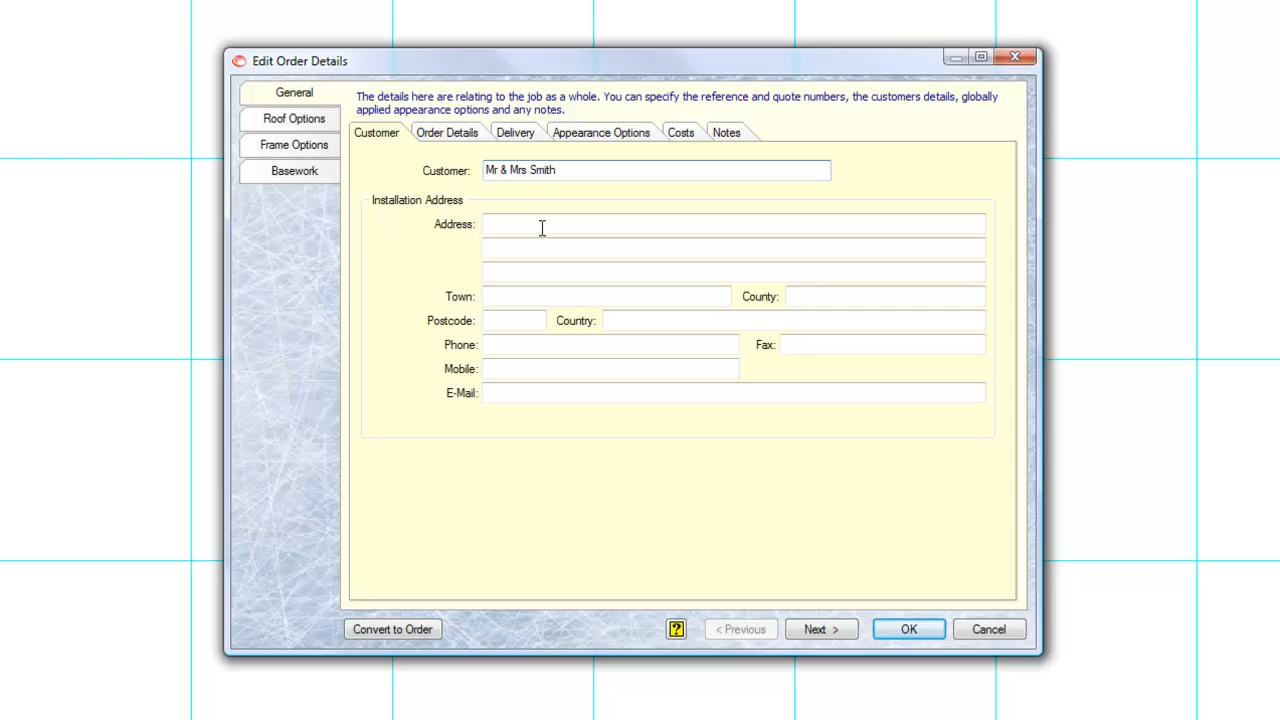 Edit Order Details
General
Roof Options
Frame Options
Basework
The details here are relating to the job as a whole. You can specify the reference and quote numbers, the customers details, globally
applied appearance options and any notes.
Customer Order Details Delivery Appearance Options Costs Notes
Customer: Mr & Mrs Smith
Installation Address
Address:
Town: County:
Postcode: Country:
Phone: Fax:
Mobile:
E-Mail:
Convert to Order ? < Previous Next > OK Cancel